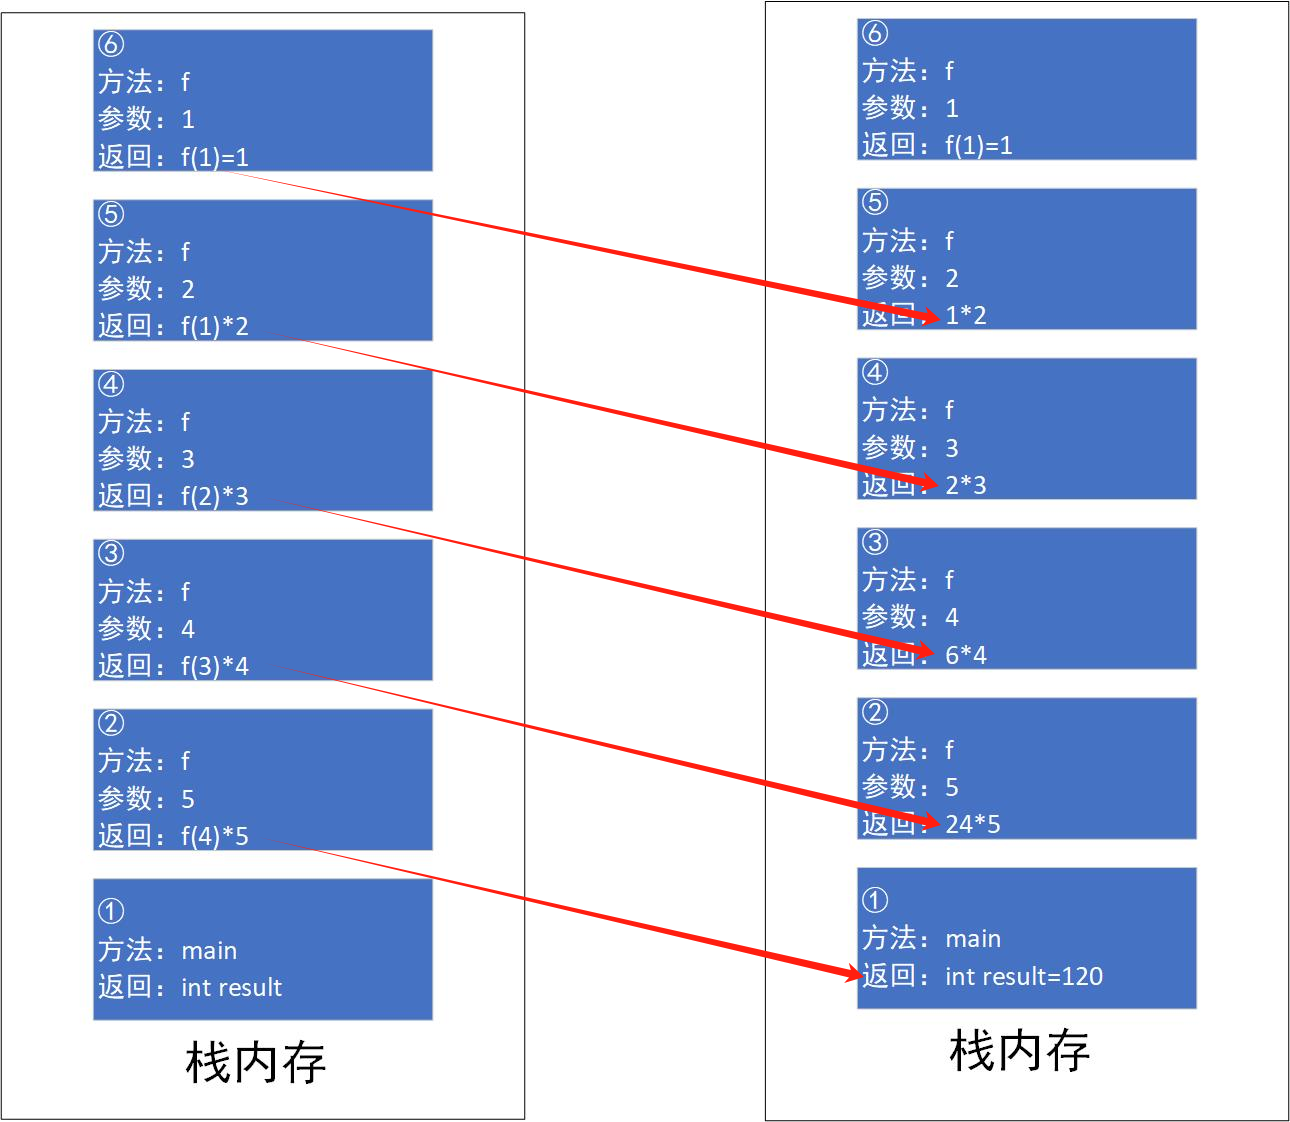 ⑥
方法：f
参数：1
返回：f(1)=1
⑤
方法：f
参数：2
返回：f(1)*2
④
方法：f
参数：3
返回：f(2)*3
③
方法：f
参数：4
返回：f(3)*4
②
方法：f
参数：5
返回：f(4)*5
①
方法：main
返回：int result
栈内存
⑥
方法：f
参数：1
返回：f(1)=1
⑤
方法：f
参数：2
返回：1*2
④
方法：f
参数：3
返回：2*3
③
方法：f
参数：4
返回：6*4
②
方法：f
参数：5
返回：24*5
①
方法：main
返回：int result=120
栈内存